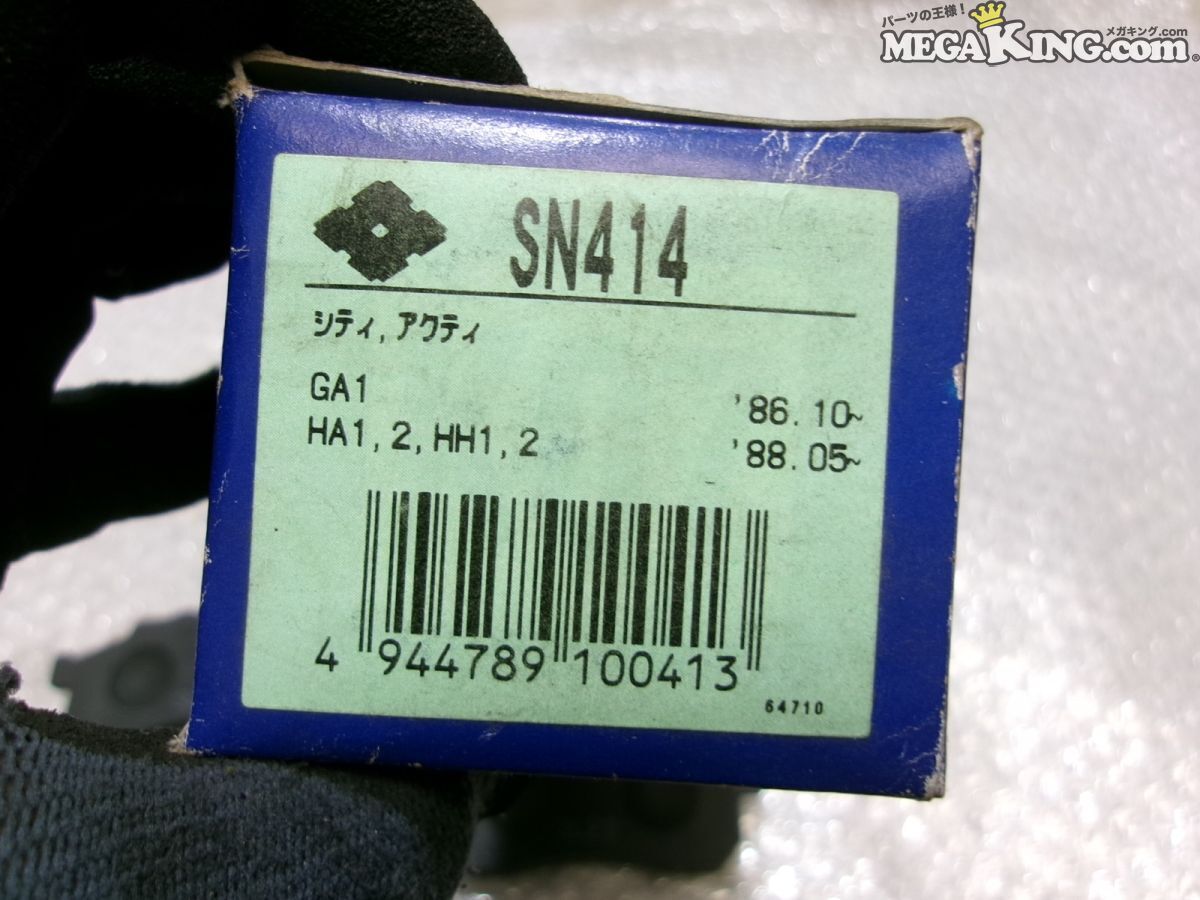 パーツの王様!
メガキング.com
MEGAKING.com®
SN414
シティ,アクティ
GA1 '86.10~
HA1,2,HH1,2 '88.05~
4 944789 100413
64710